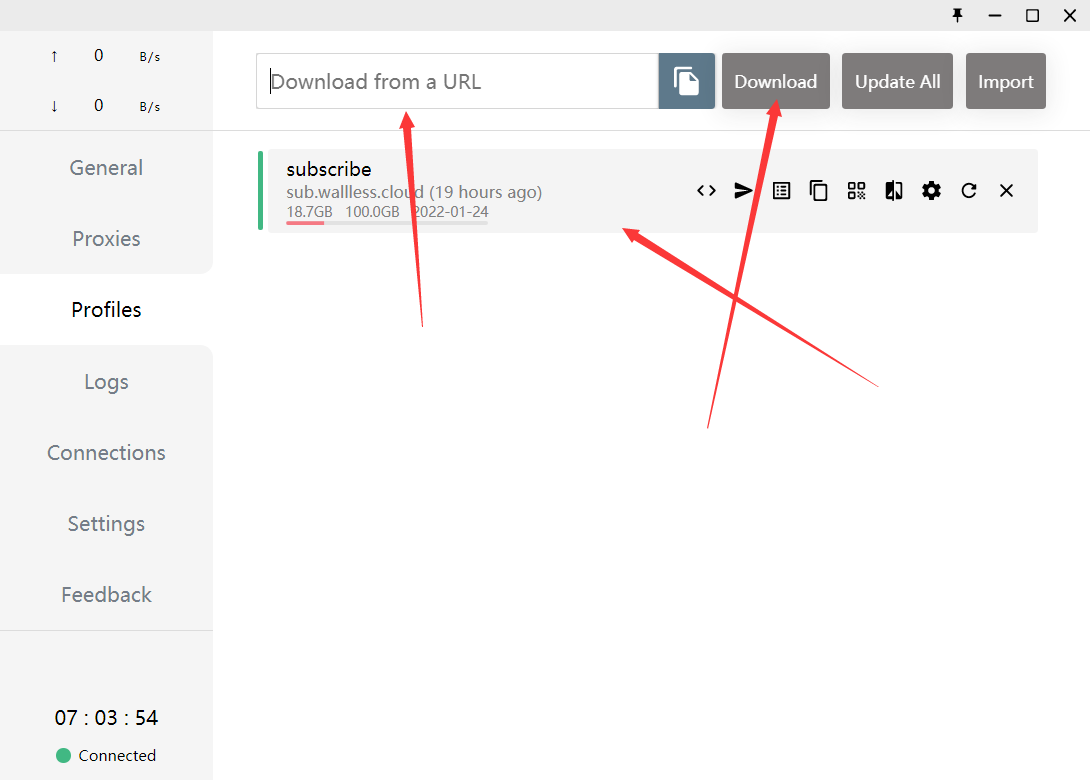 ↑ 0 B/s
↓ 0 B/s
General
Proxies
Profiles
Logs
Connections
Settings
Feedback
07 : 03 : 54
Connected
Download from a URL
Download
Update All
Import
subscribe
sub.wallless.cloud (19 hours ago)
18.7GB 100.0GB 2022-01-24